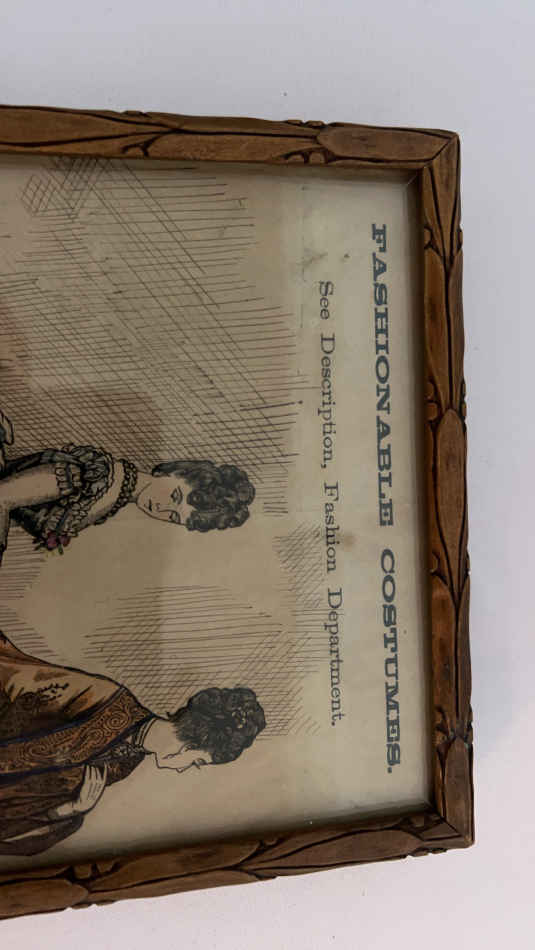 FASHIONABLE COSTUMES.
See Description, Fashion Department.